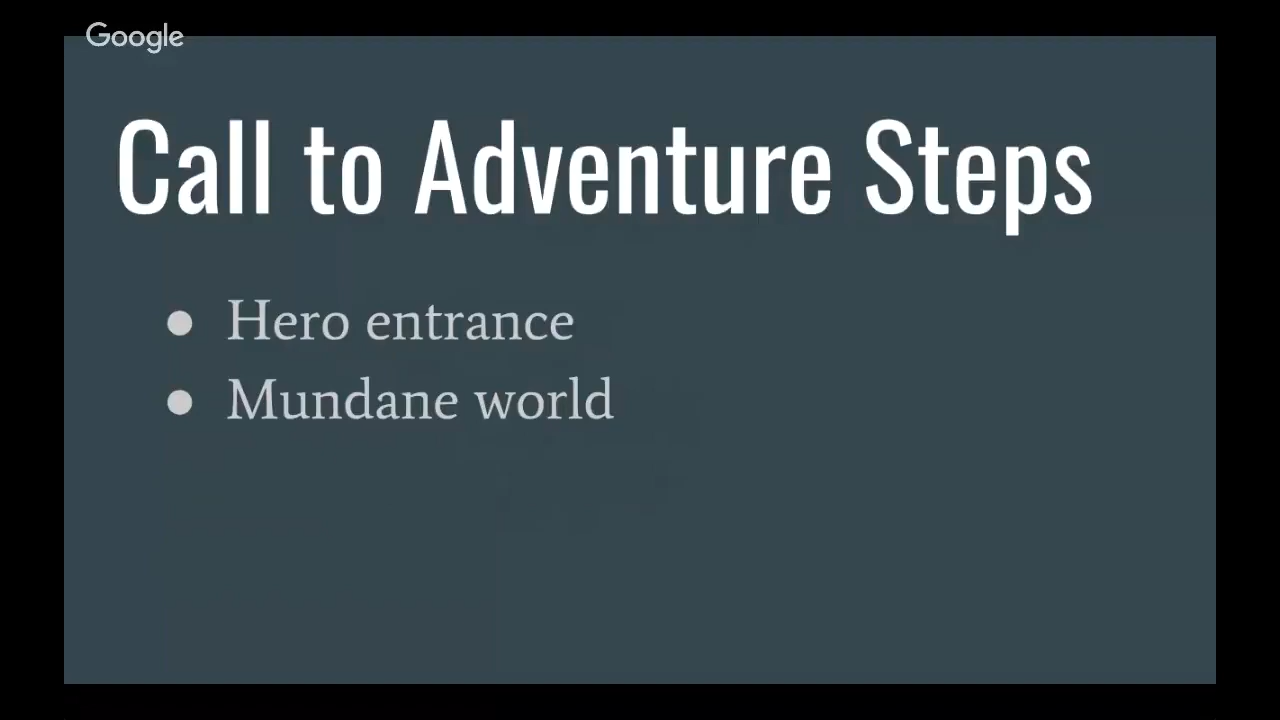 Google
Call to Adventure Steps
● Hero entrance
● Mundane world